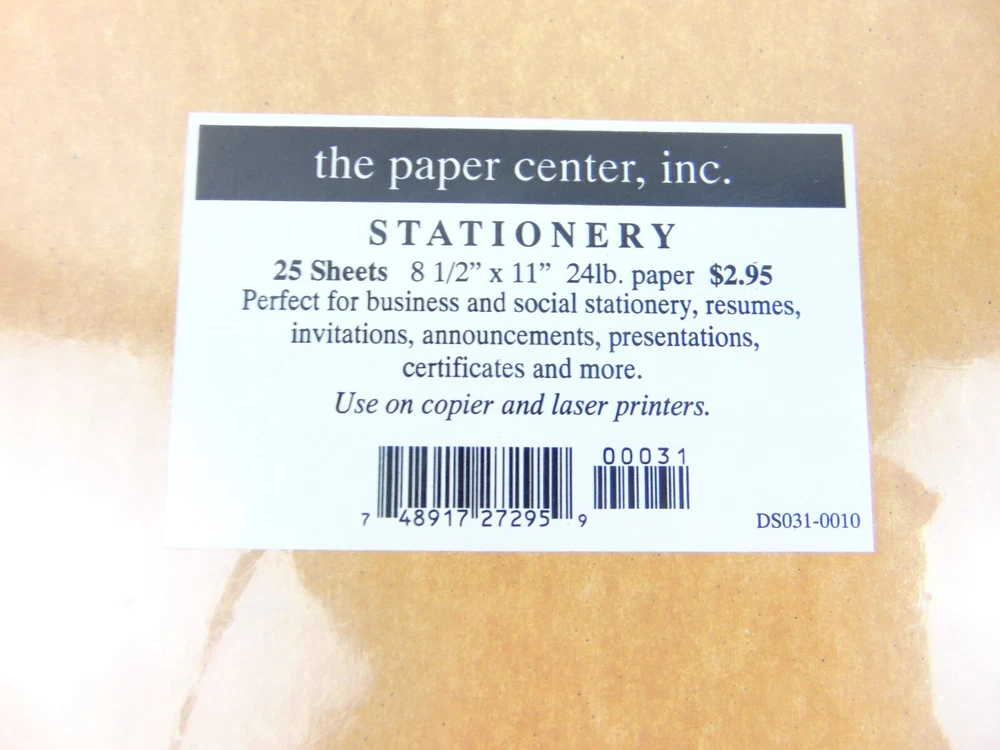 the paper center, inc.
STATIONERY
25 Sheets 8 1/2” x 11” 24lb. paper $2.95
Perfect for business and social stationery, resumes,
invitations, announcements, presentations,
certificates and more.
Use on copier and laser printers.
00031
7 48917 27295 9
DS031-0010